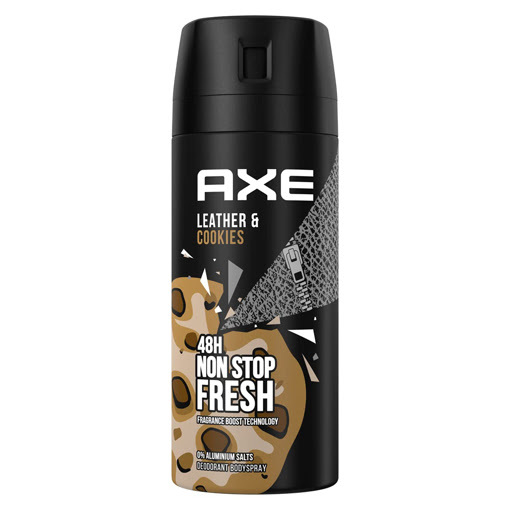 AXE
LEATHER &
COOKIES
48H
NON STOP
FRESH
FRAGRANCE BOOST TECHNOLOGY
0% ALUMINIUM SALTS
DEODORANT BODYSPRAY